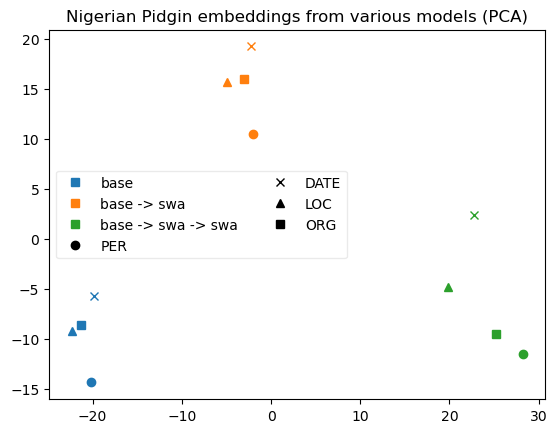 Nigerian Pidgin embeddings from various models (PCA)
20
15
10
5
0
−5
−10
−15
base
DATE
base -> swa
LOC
base -> swa -> swa
ORG
PER
−20
−10
0
10
20
30